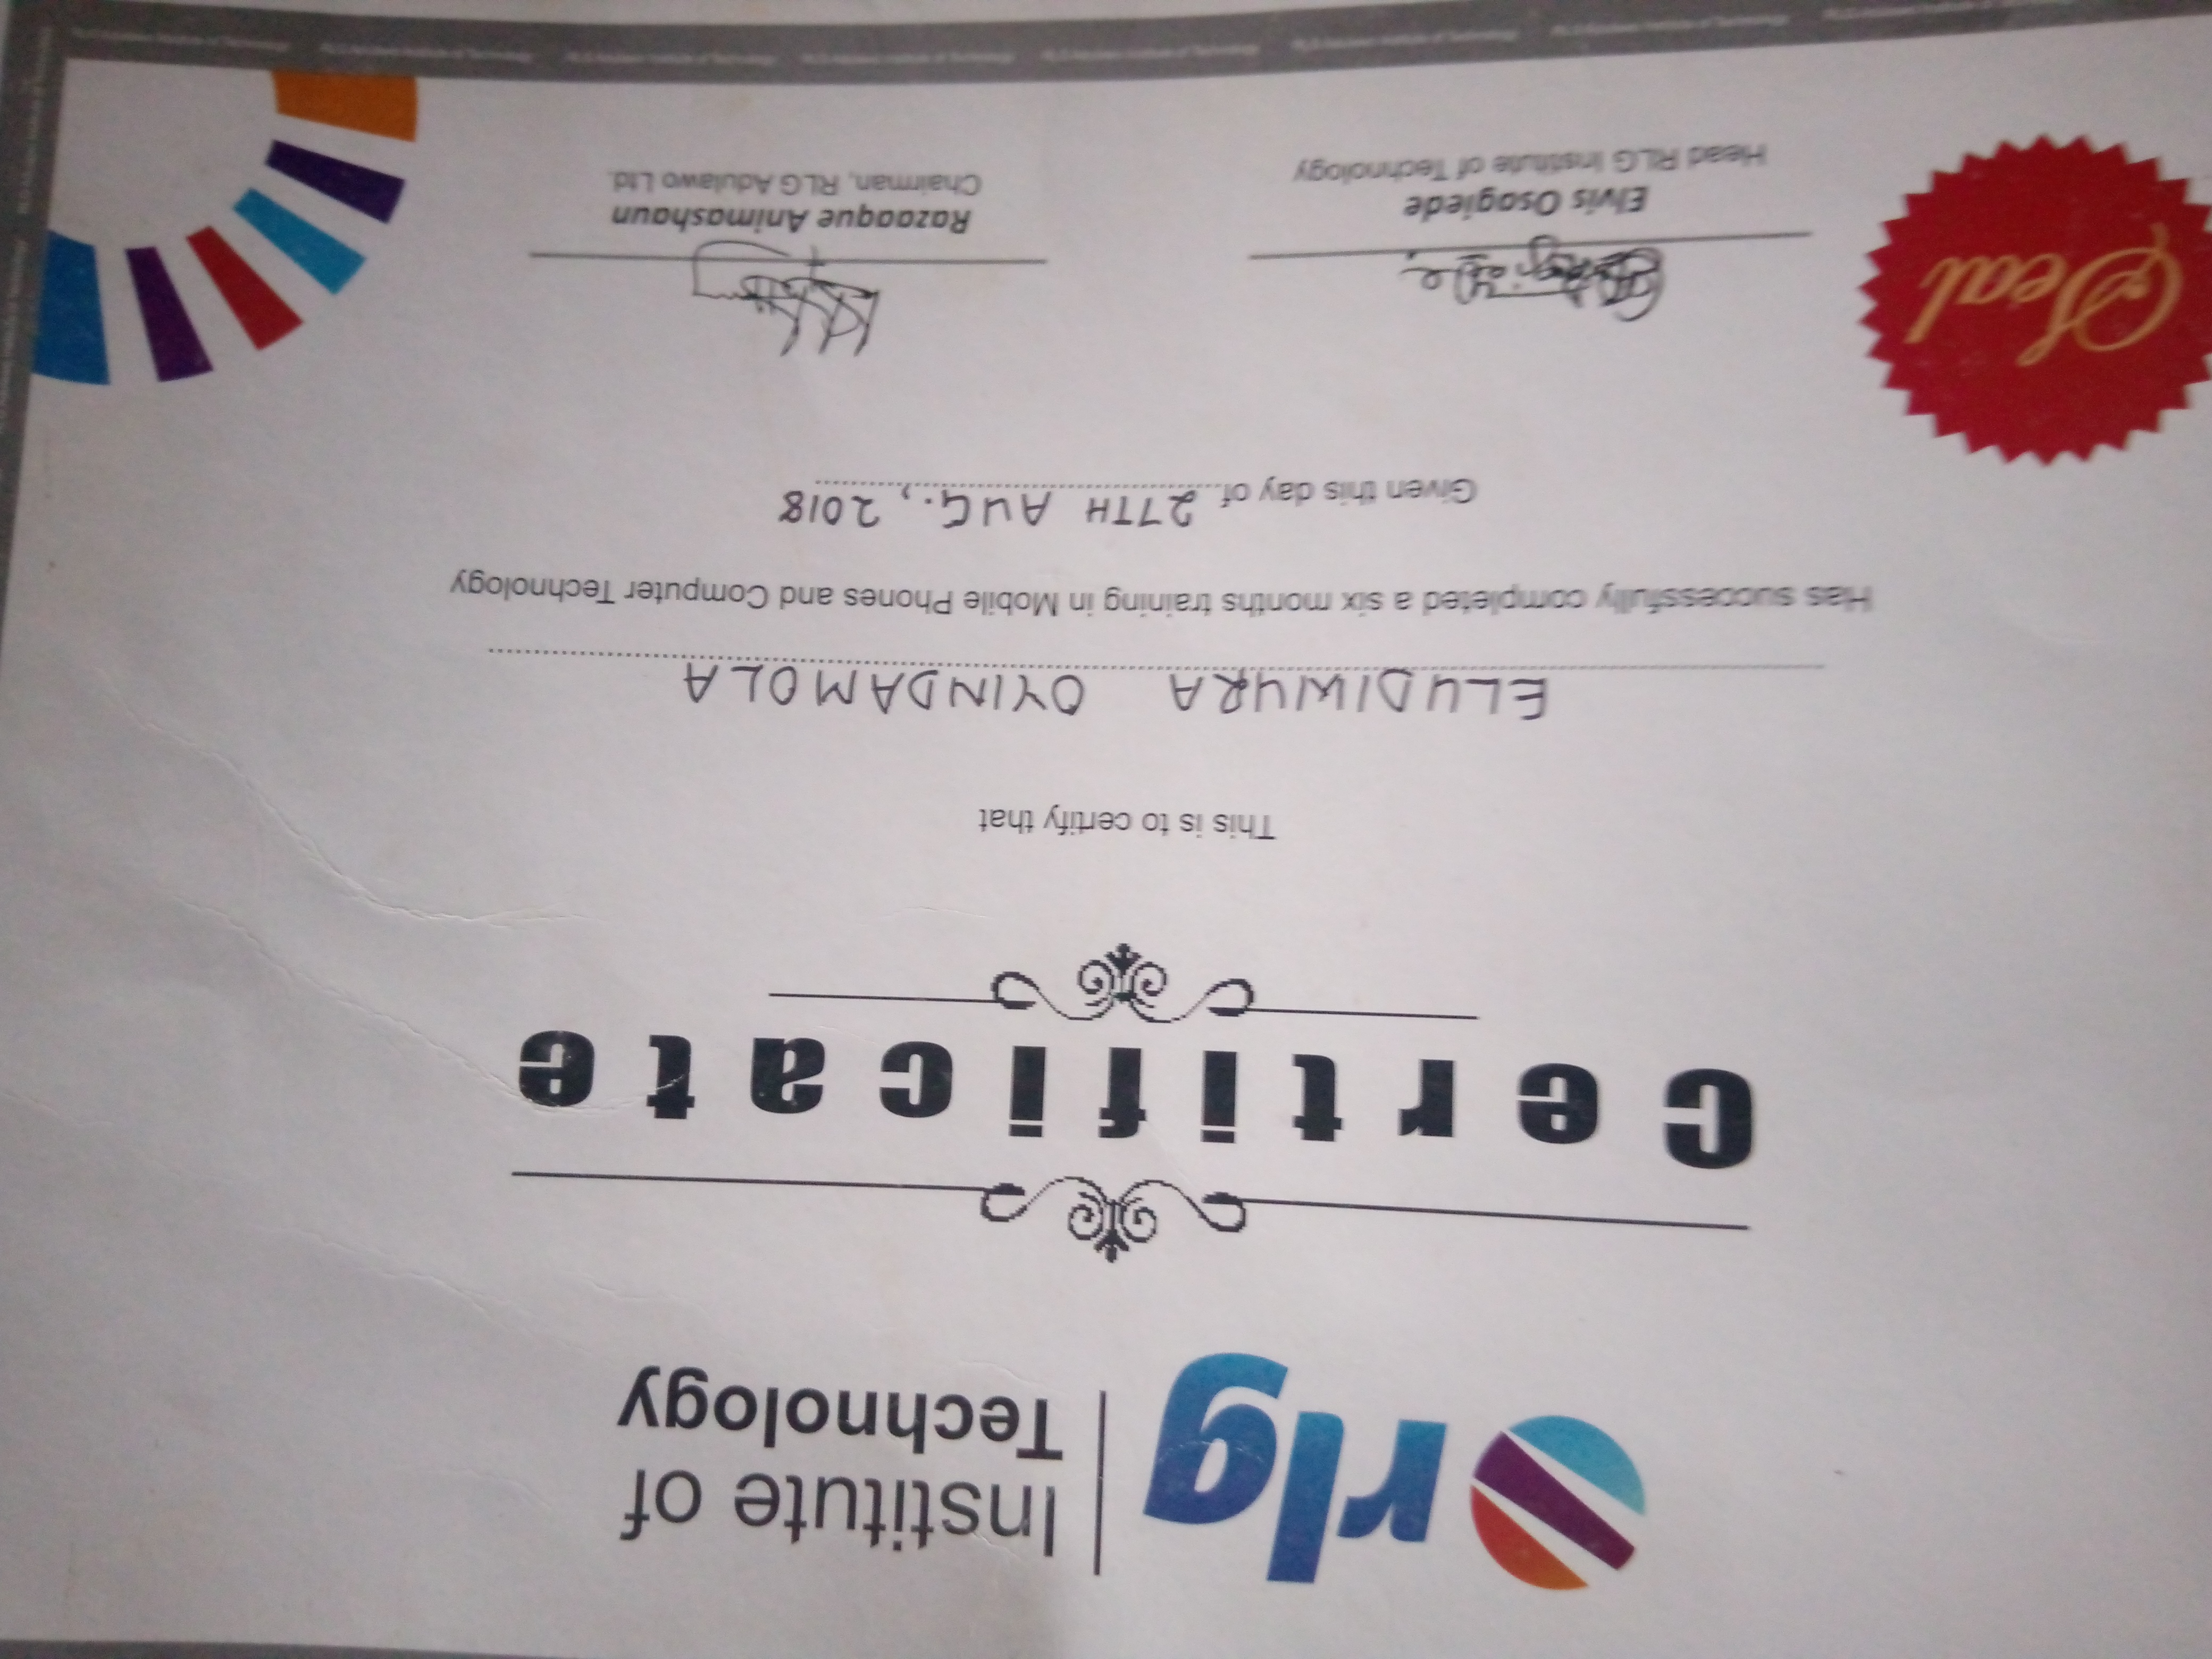 rlg
Institute of
Technology
Certificate
This is to certify that
ELUDIWURA OYINDAMOLA
Has successfully completed a six months training in Mobile Phones and Computer Technology
Given this day of 27TH AUG., 2018
Seal
Elvis Osagiede
Head RLG Institute of Technology
Razaaque Animashaun
Chairman, RLG Adulawo Ltd.